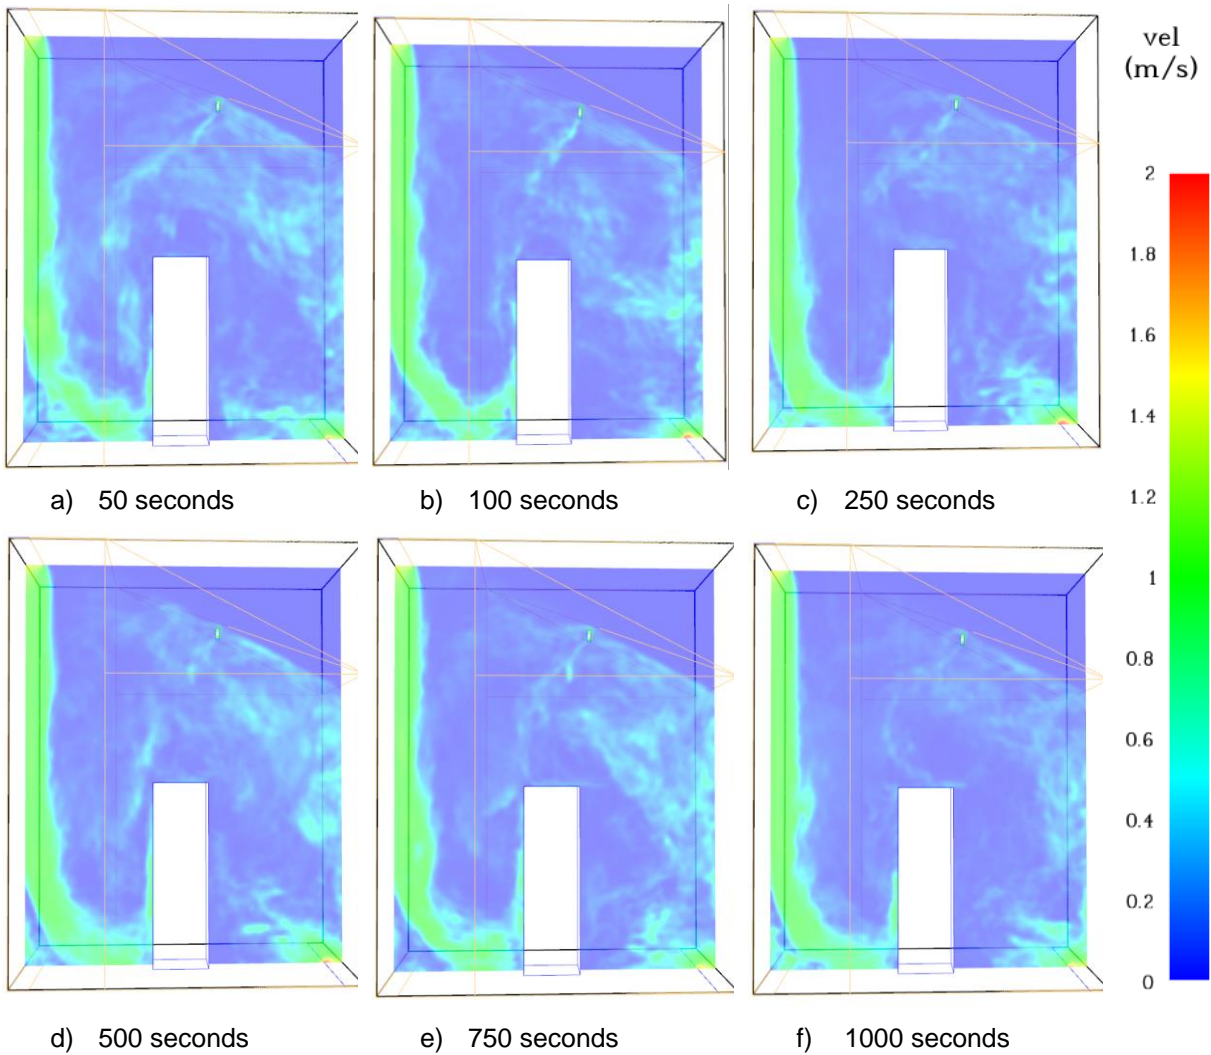 vel
(m/s)
2
1.8
1.6
1.4
1.2
1
0.8
0.6
0.4
0.2
0
a) 50 seconds
b) 100 seconds
c) 250 seconds
d) 500 seconds
e) 750 seconds
f) 1000 seconds